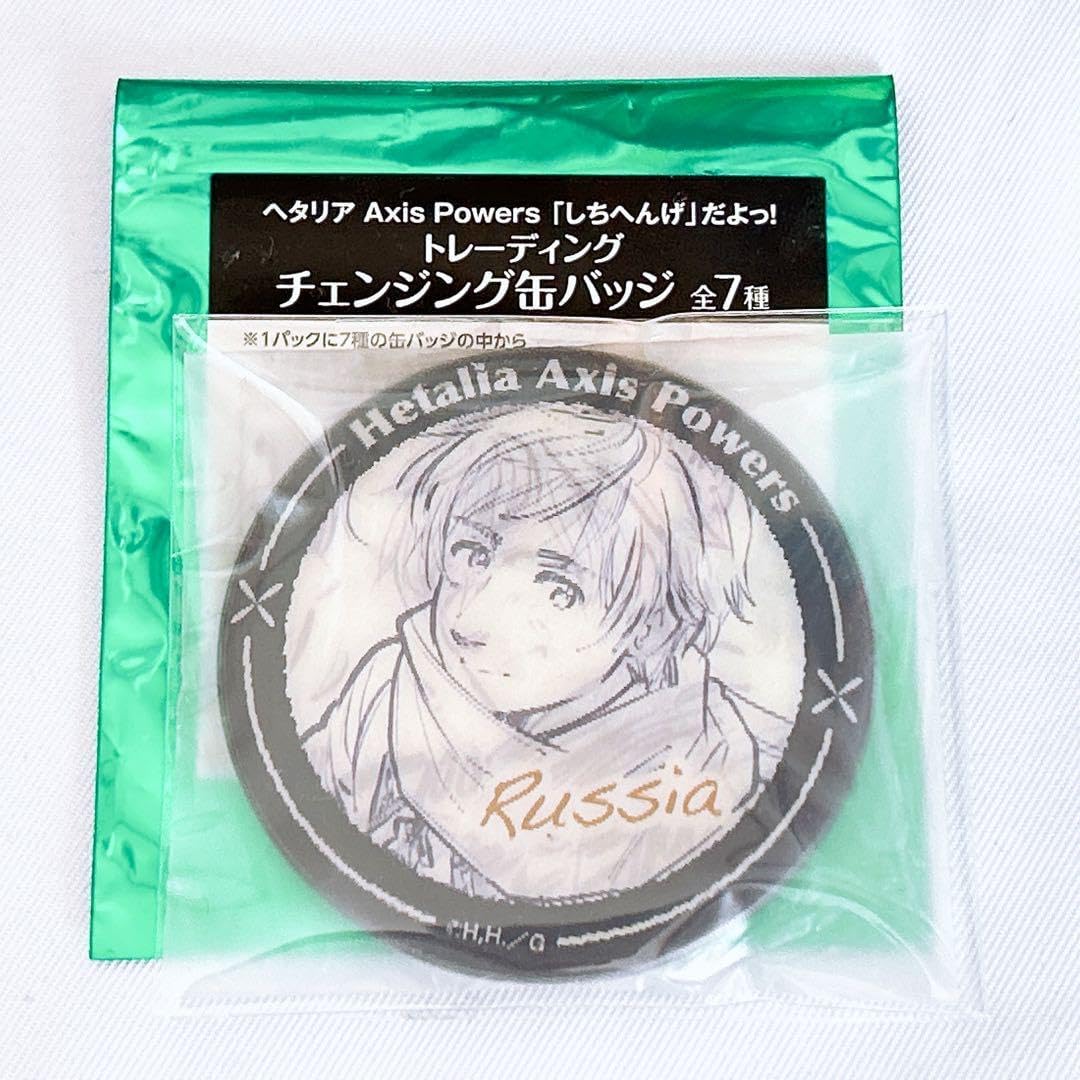 ヘタリア Axis Powers 「しちへんげ」だよっ!
トレーディング
チェンジング缶バッジ 全7種
※1パックに7種の缶バッジの中から
Hetalia Axis Powers
Russia
©H,H.／G